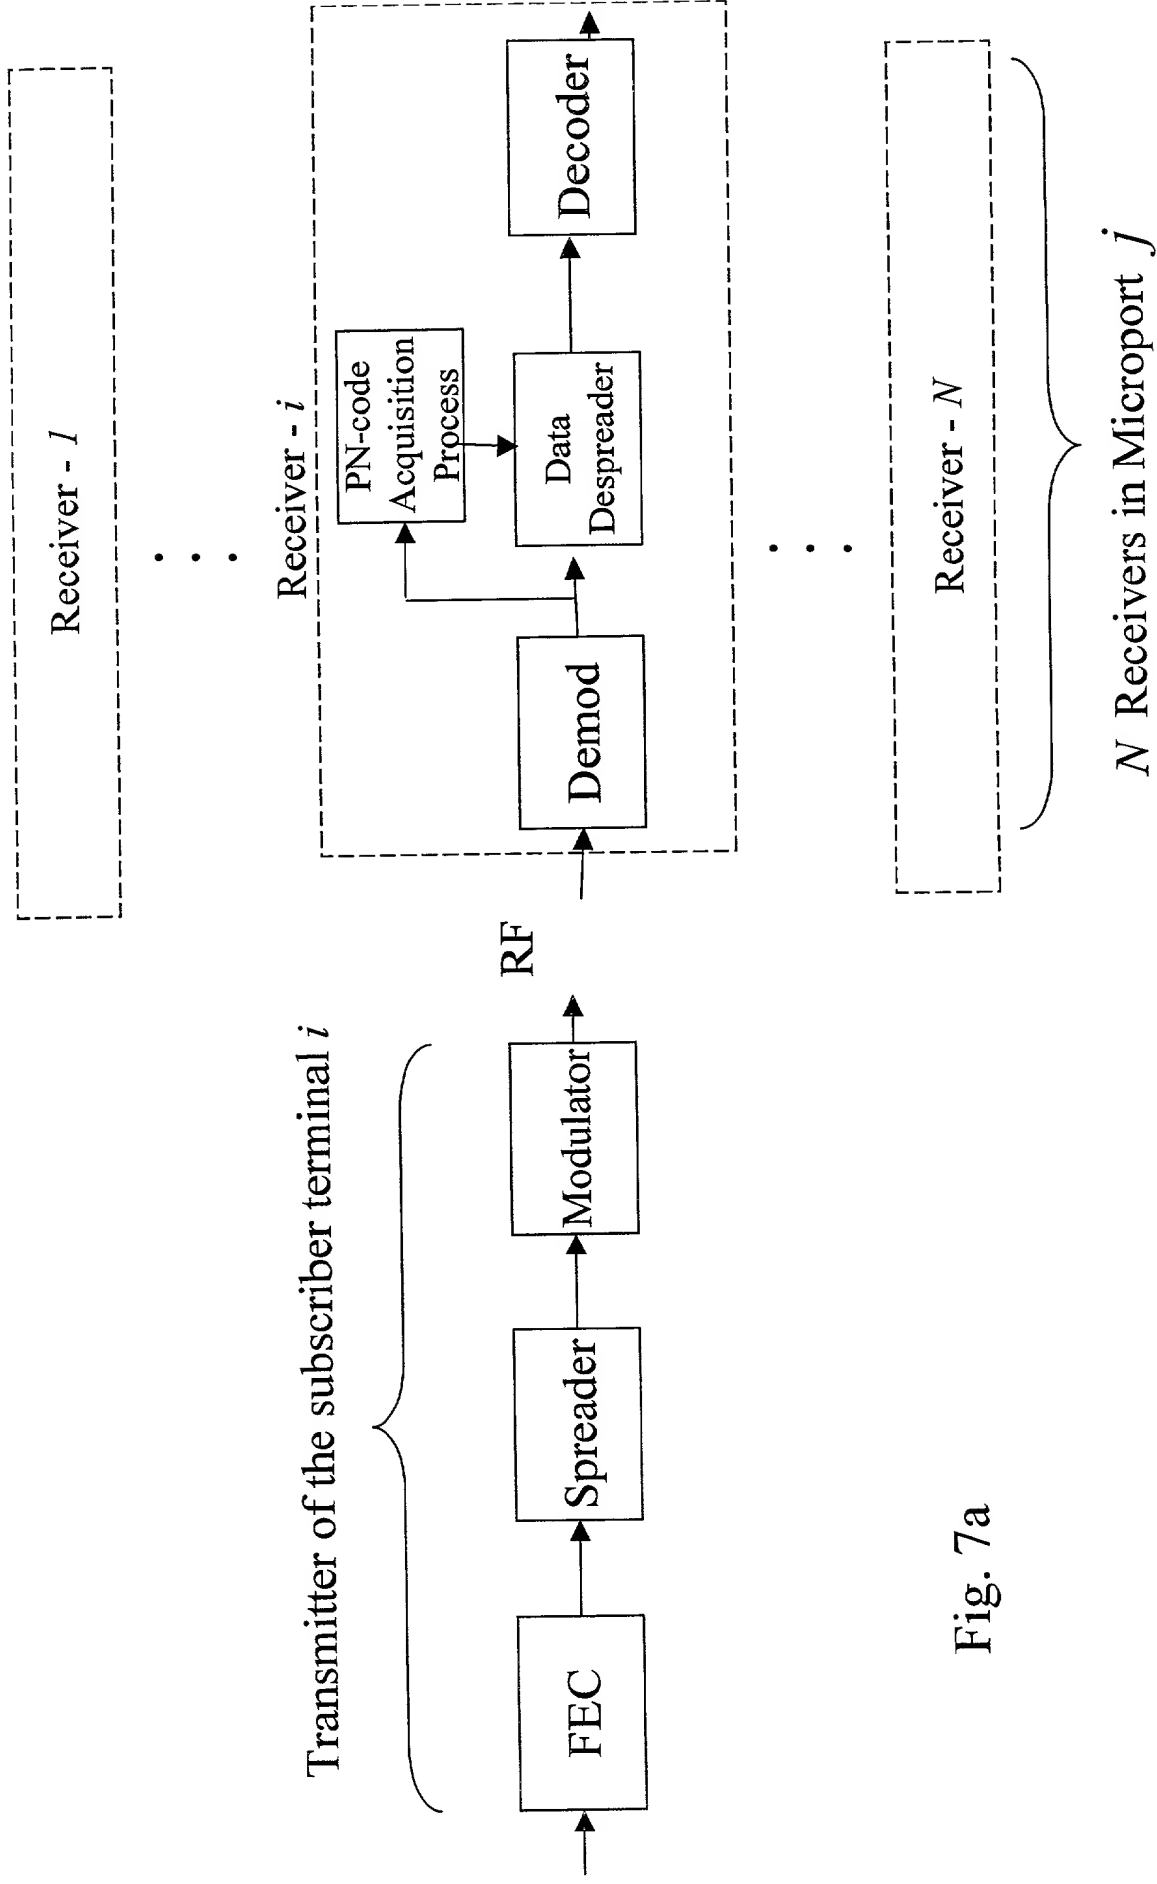 Receiver - 1
. . .
Receiver - i
PN-code
Acquisition
Process
Demod
Data
Despreader
Decoder
. . .
Receiver - N
N Receivers in Microport j
Transmitter of the subscriber terminal i
FEC
Spreader
Modulator
RF
Fig. 7a